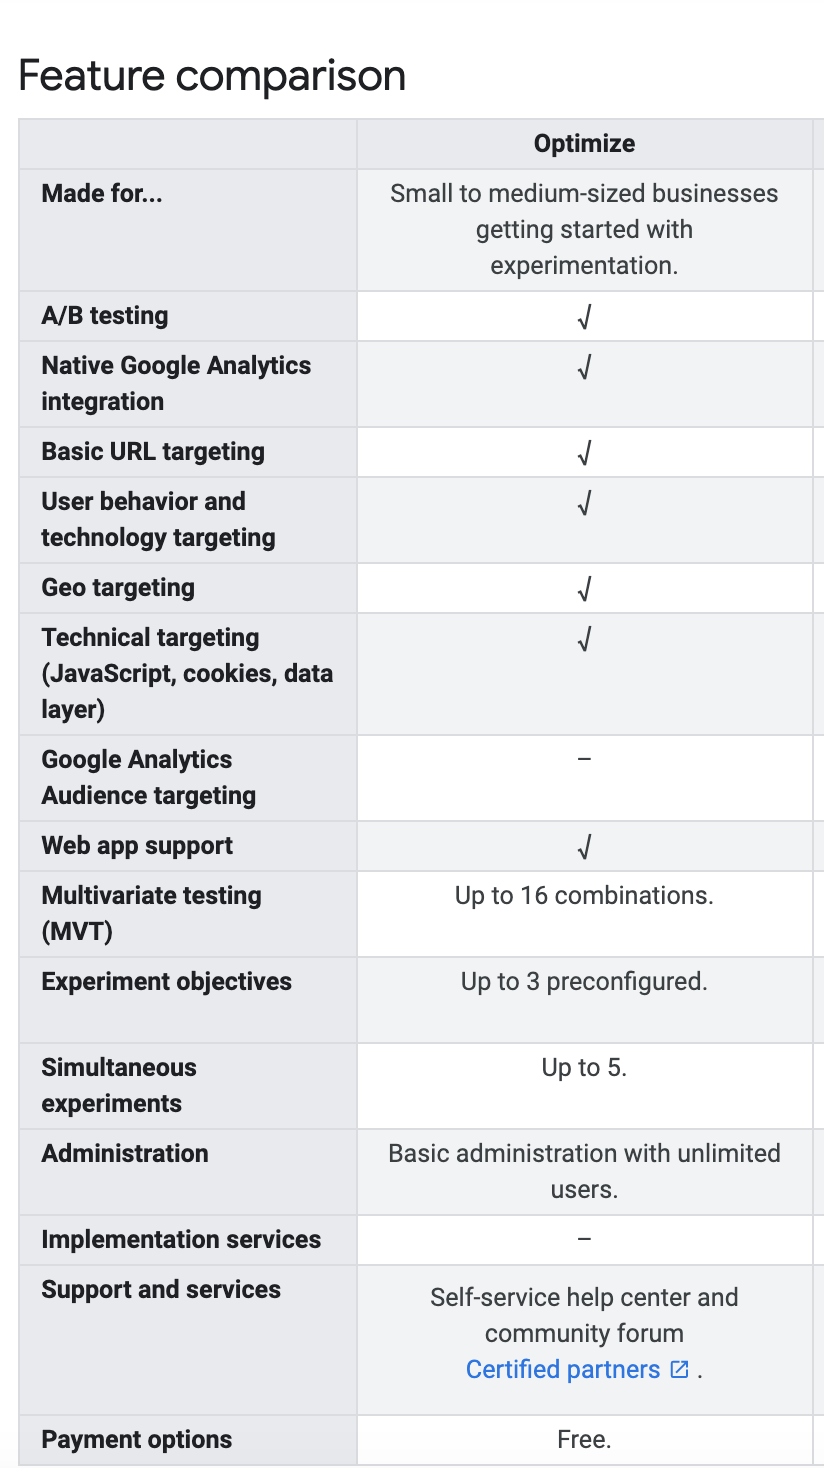 Feature comparison
Optimize
Made for...
Small to medium-sized businesses
getting started with
experimentation.
A/B testing
√
Native Google Analytics
integration
√
Basic URL targeting
√
User behavior and
technology targeting
√
Geo targeting
√
Technical targeting
(JavaScript, cookies, data
layer)
√
Google Analytics
Audience targeting
–
Web app support
√
Multivariate testing
(MVT)
Up to 16 combinations.
Experiment objectives
Up to 3 preconfigured.
Simultaneous
experiments
Up to 5.
Administration
Basic administration with unlimited
users.
Implementation services
–
Support and services
Self-service help center and
community forum
Certified partners .
Payment options
Free.